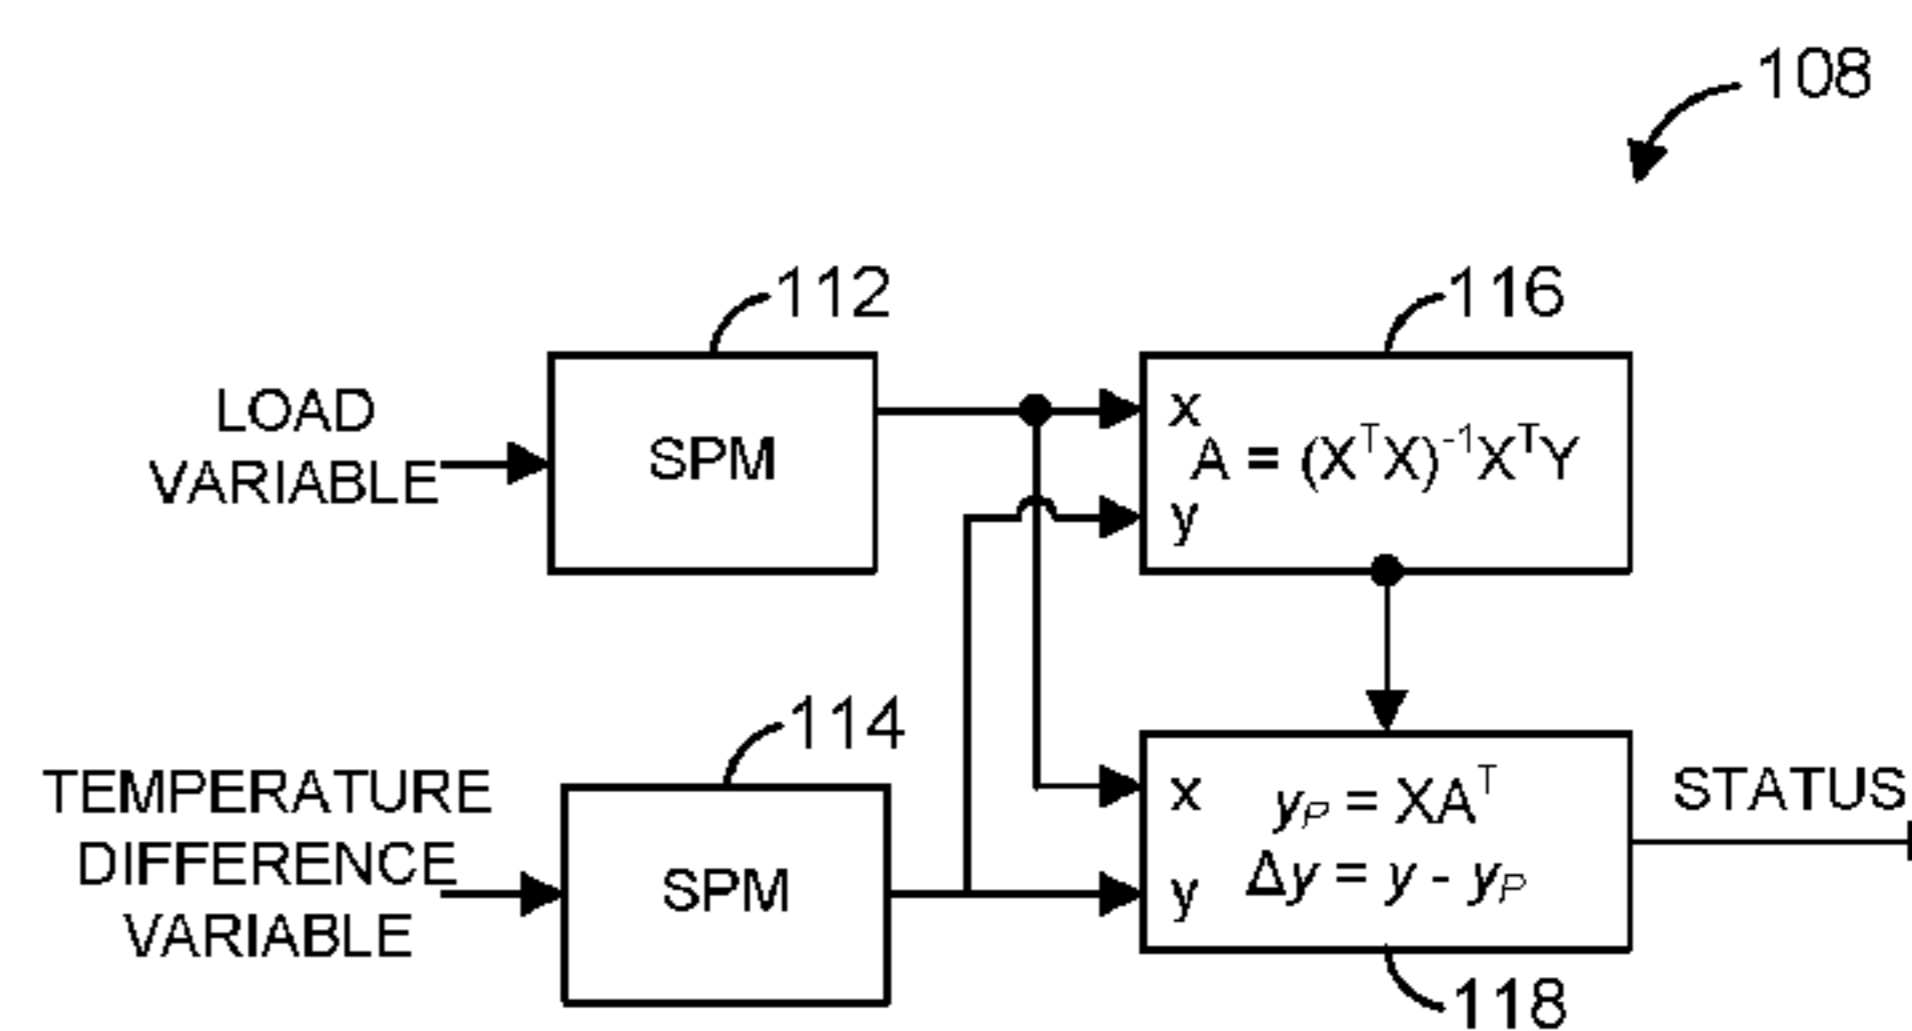 108
112
116
LOAD
VARIABLE
SPM
x
A = (XᵀX)⁻¹XᵀY
y
114
118
TEMPERATURE
DIFFERENCE
VARIABLE
SPM
x
y_P = XAᵀ
y
Δy = y - y_P
STATUS